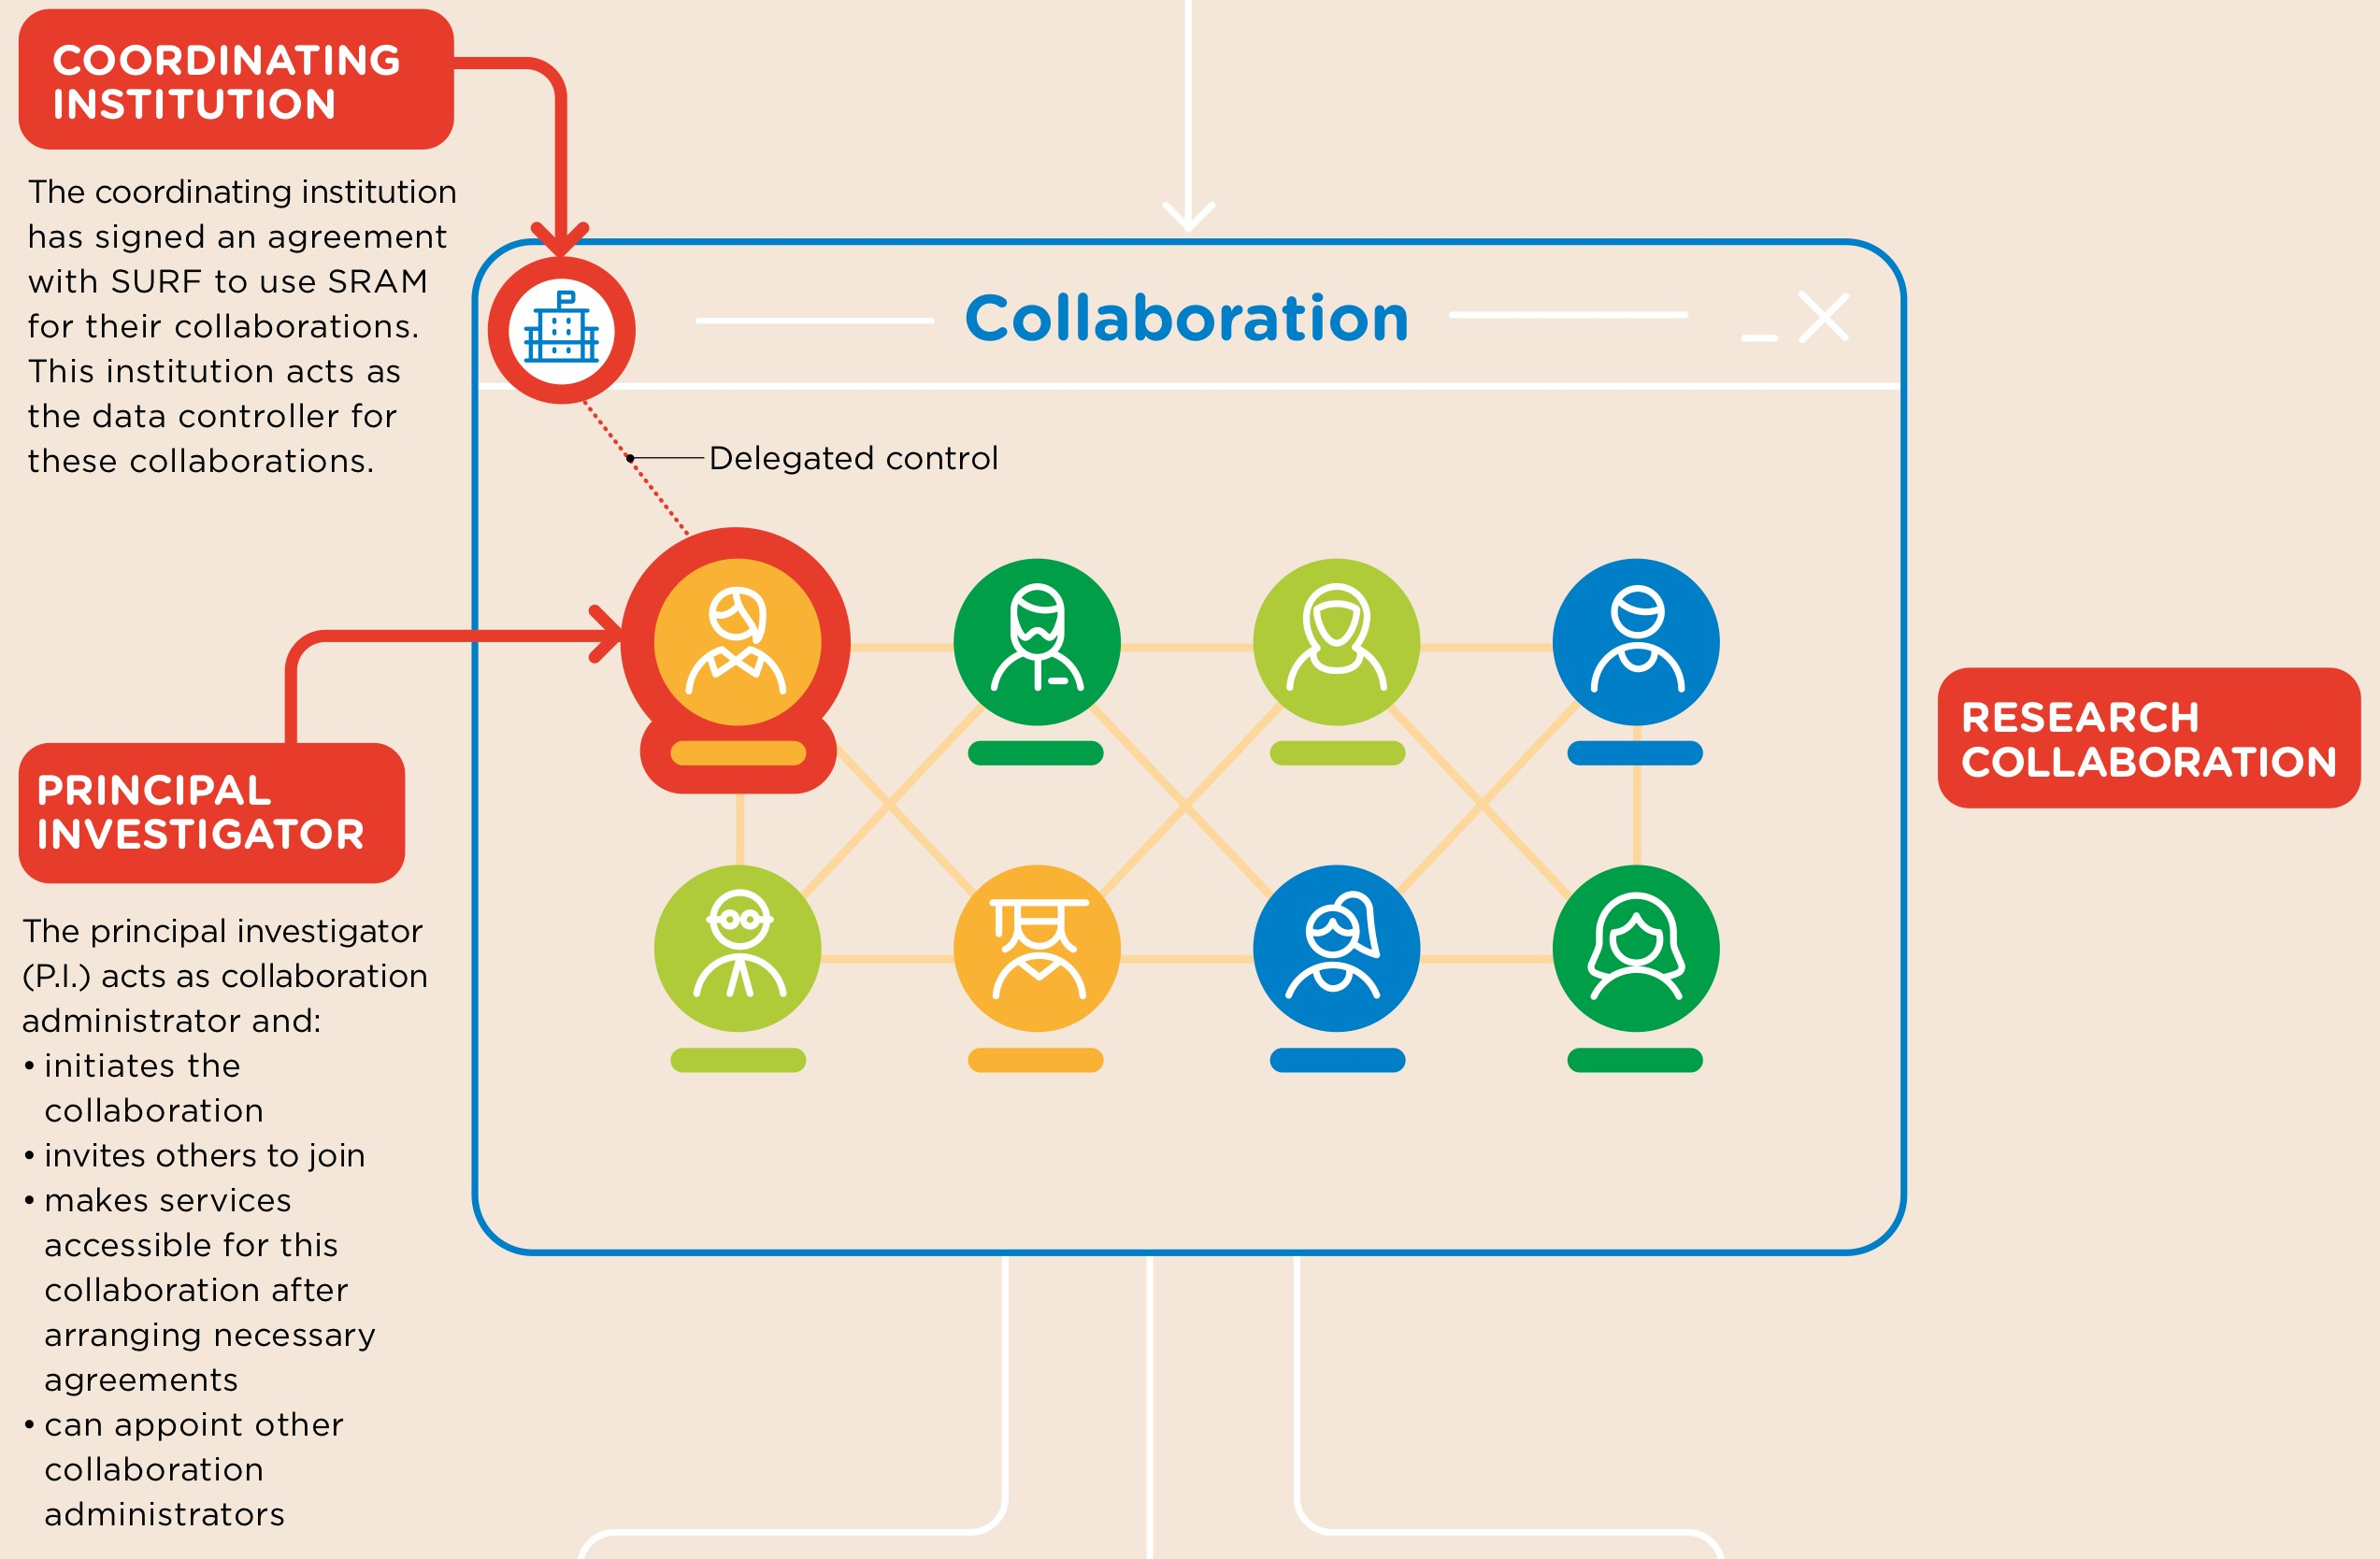 COORDINATING
INSTITUTION
The coordinating institution
has signed an agreement
with SURF to use SRAM
for their collaborations.
This institution acts as
the data controller for
these collaborations.
Collaboration
Delegated control
PRINCIPAL
INVESTIGATOR
The principal investigator
(P.I.) acts as collaboration
administrator and:
• initiates the
collaboration
• invites others to join
• makes services
accessible for this
collaboration after
arranging necessary
agreements
• can appoint other
collaboration
administrators
RESEARCH
COLLABORATION